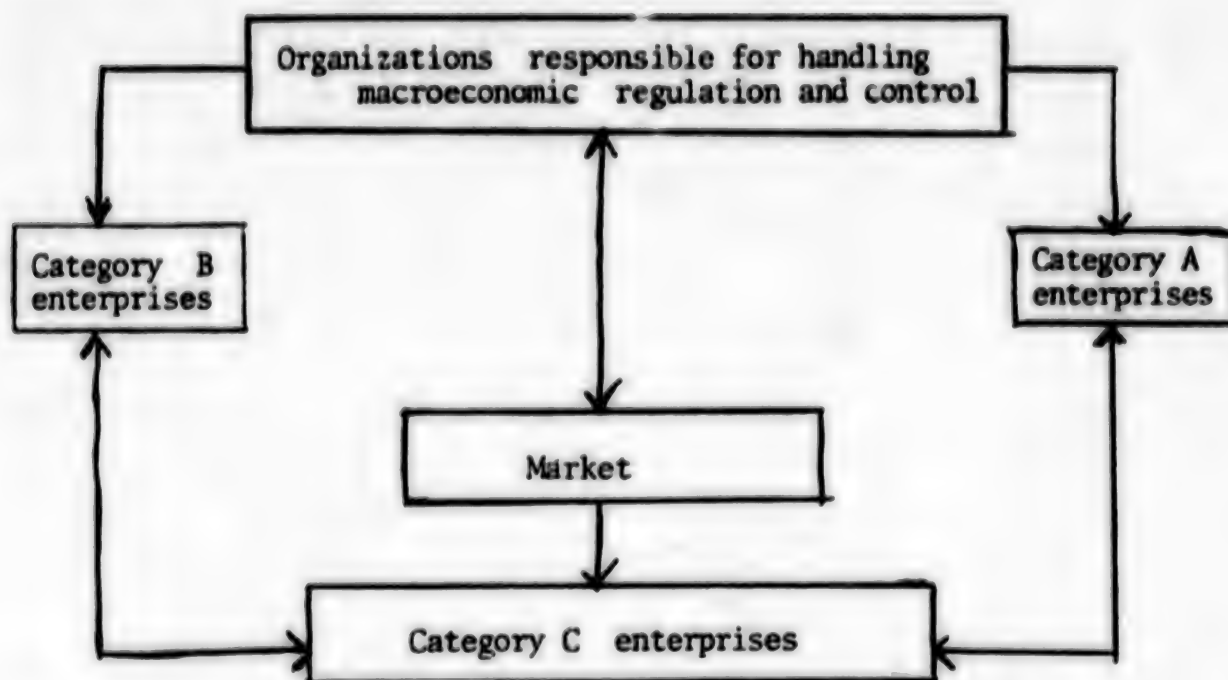 Organizations responsible for handling
macroeconomic regulation and control
Category B
enterprises
Category A
enterprises
Market
Category C enterprises